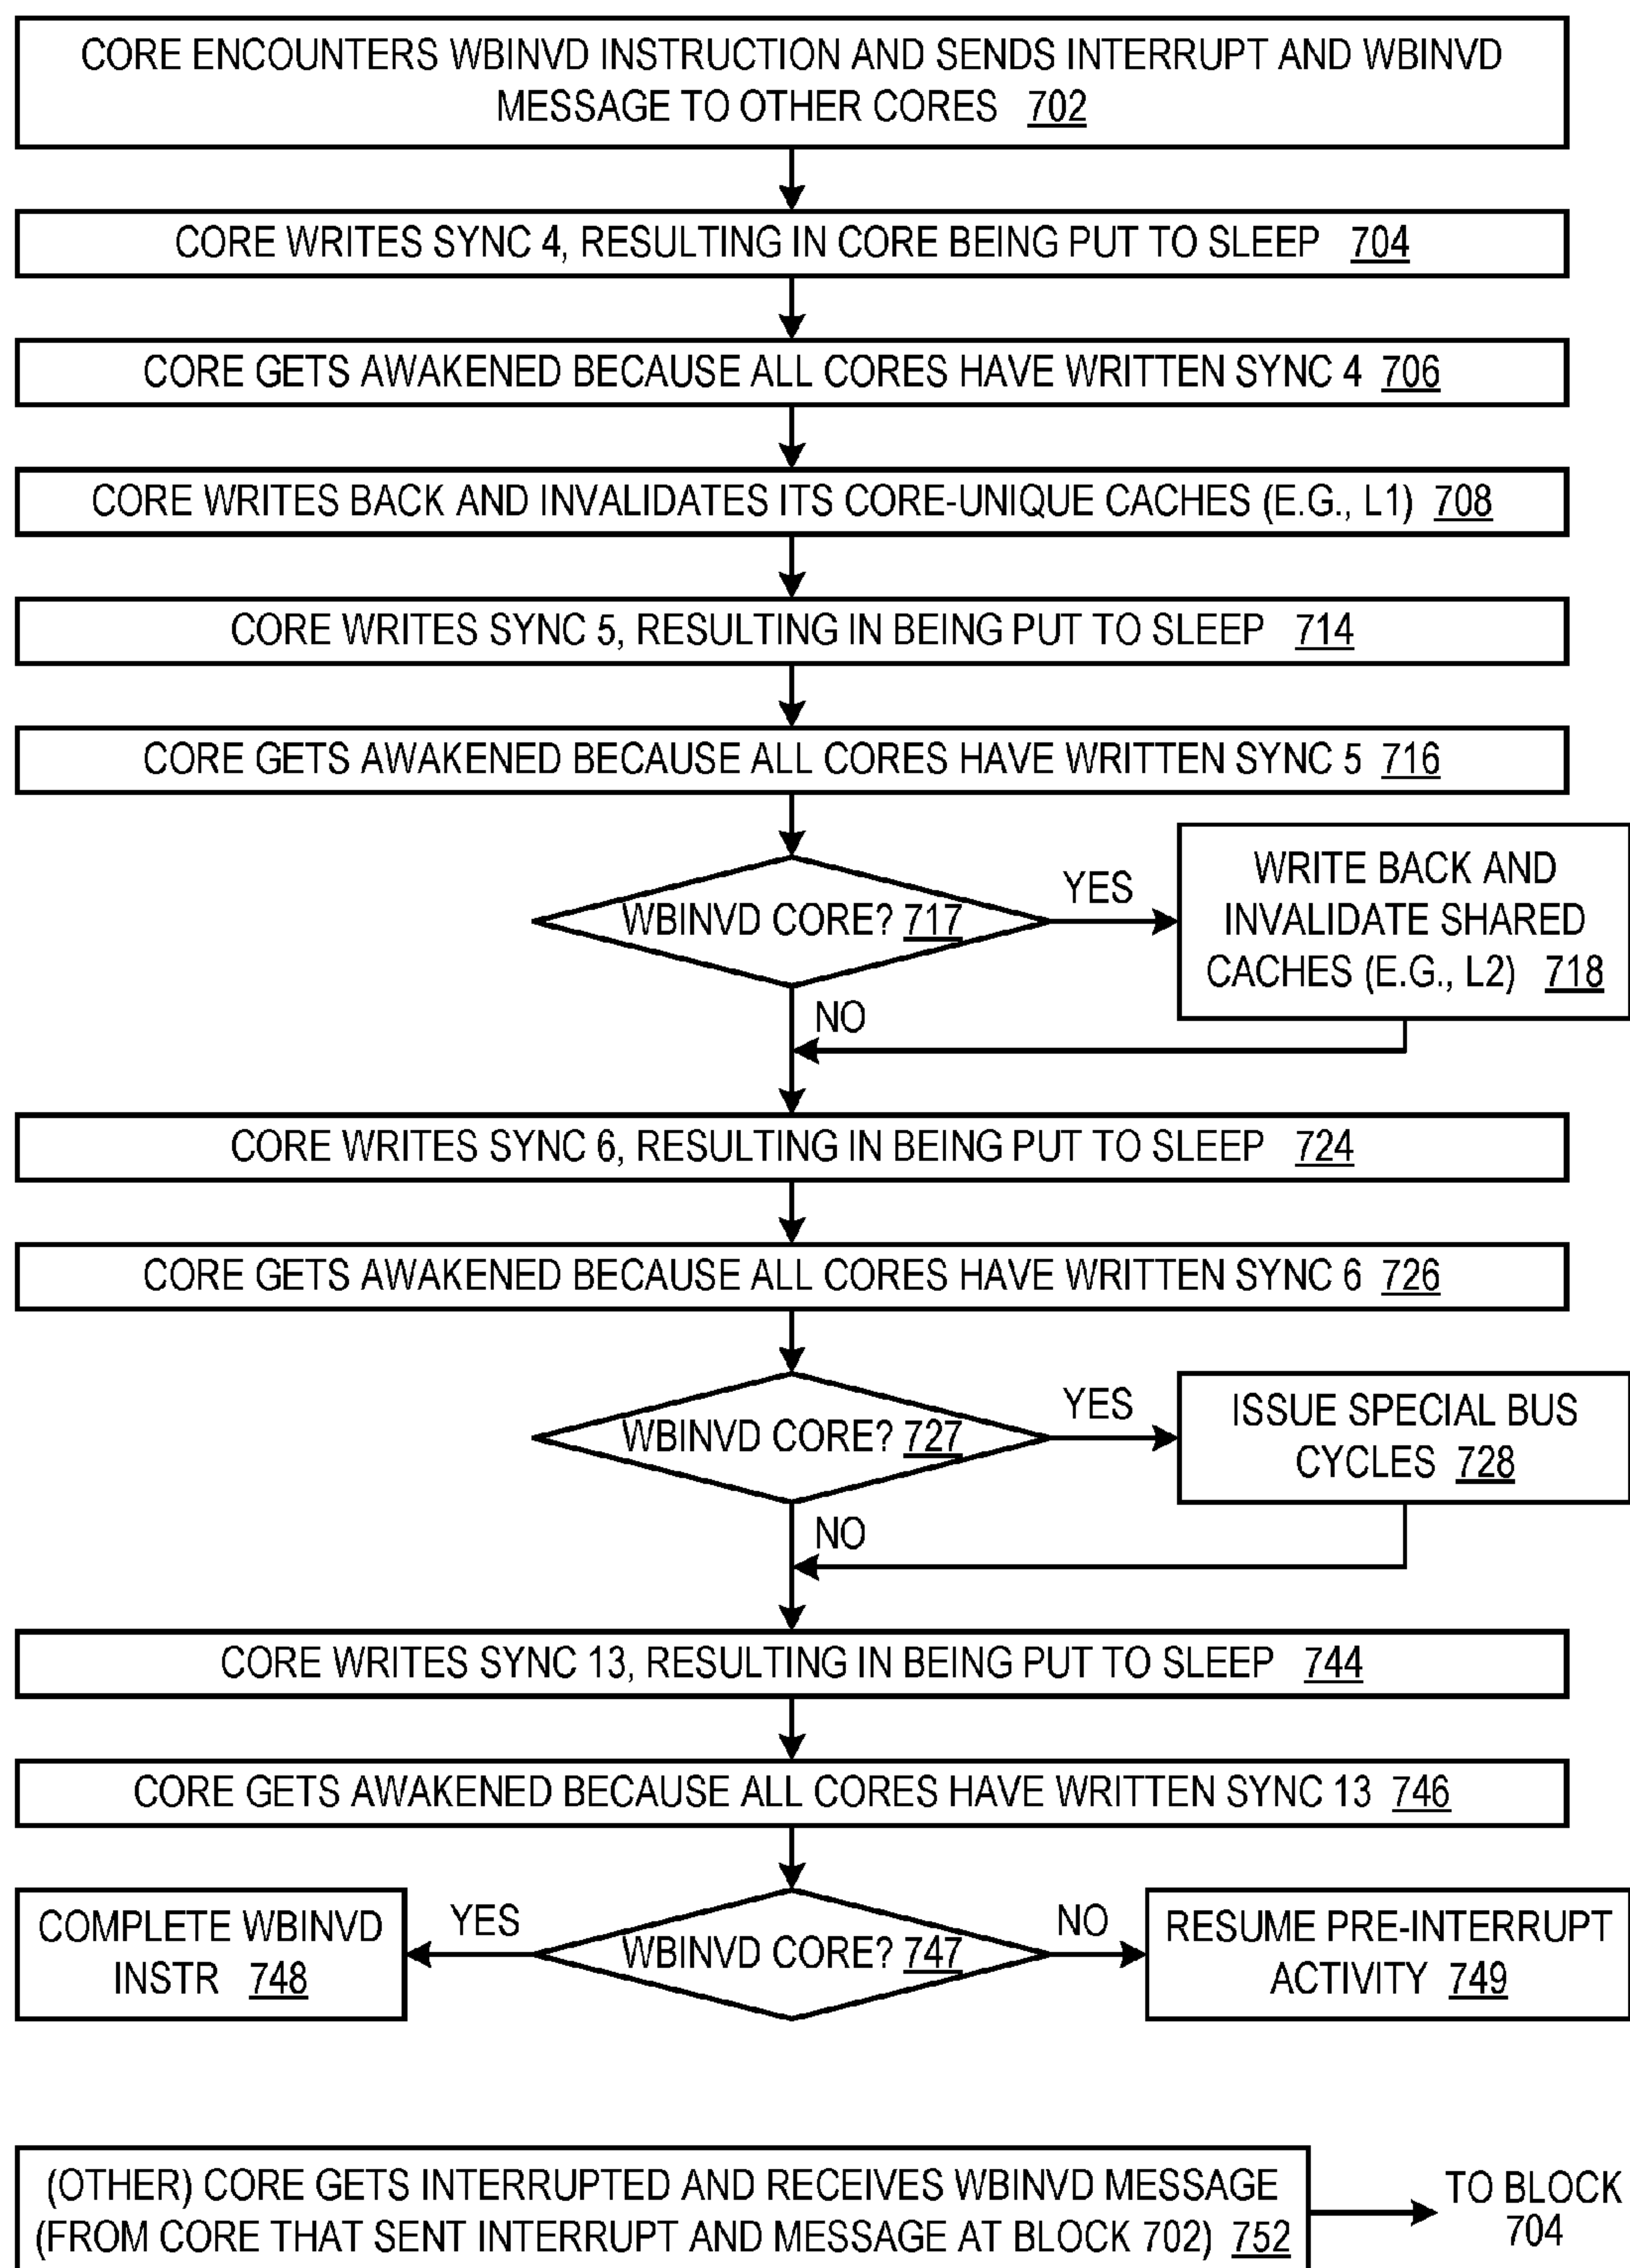 CORE ENCOUNTERS WBINVD INSTRUCTION AND SENDS INTERRUPT AND WBINVD
MESSAGE TO OTHER CORES 702
CORE WRITES SYNC 4, RESULTING IN CORE BEING PUT TO SLEEP 704
CORE GETS AWAKENED BECAUSE ALL CORES HAVE WRITTEN SYNC 4 706
CORE WRITES BACK AND INVALIDATES ITS CORE-UNIQUE CACHES (E.G., L1) 708
CORE WRITES SYNC 5, RESULTING IN BEING PUT TO SLEEP 714
CORE GETS AWAKENED BECAUSE ALL CORES HAVE WRITTEN SYNC 5 716
WBINVD CORE? 717
YES
WRITE BACK AND
INVALIDATE SHARED
CACHES (E.G., L2) 718
NO
CORE WRITES SYNC 6, RESULTING IN BEING PUT TO SLEEP 724
CORE GETS AWAKENED BECAUSE ALL CORES HAVE WRITTEN SYNC 6 726
WBINVD CORE? 727
YES
ISSUE SPECIAL BUS
CYCLES 728
NO
CORE WRITES SYNC 13, RESULTING IN BEING PUT TO SLEEP 744
CORE GETS AWAKENED BECAUSE ALL CORES HAVE WRITTEN SYNC 13 746
COMPLETE WBINVD
INSTR 748
YES
WBINVD CORE? 747
NO
RESUME PRE-INTERRUPT
ACTIVITY 749
(OTHER) CORE GETS INTERRUPTED AND RECEIVES WBINVD MESSAGE
(FROM CORE THAT SENT INTERRUPT AND MESSAGE AT BLOCK 702) 752
TO BLOCK
704